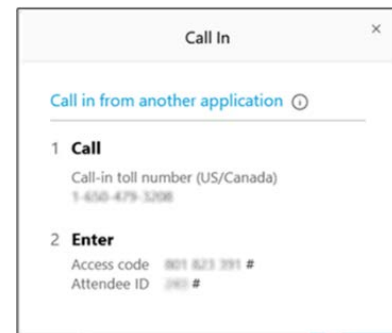 Call In
Call in from another application
1 Call
Call-in toll number (US/Canada)
2 Enter
Access code #
Attendee ID #